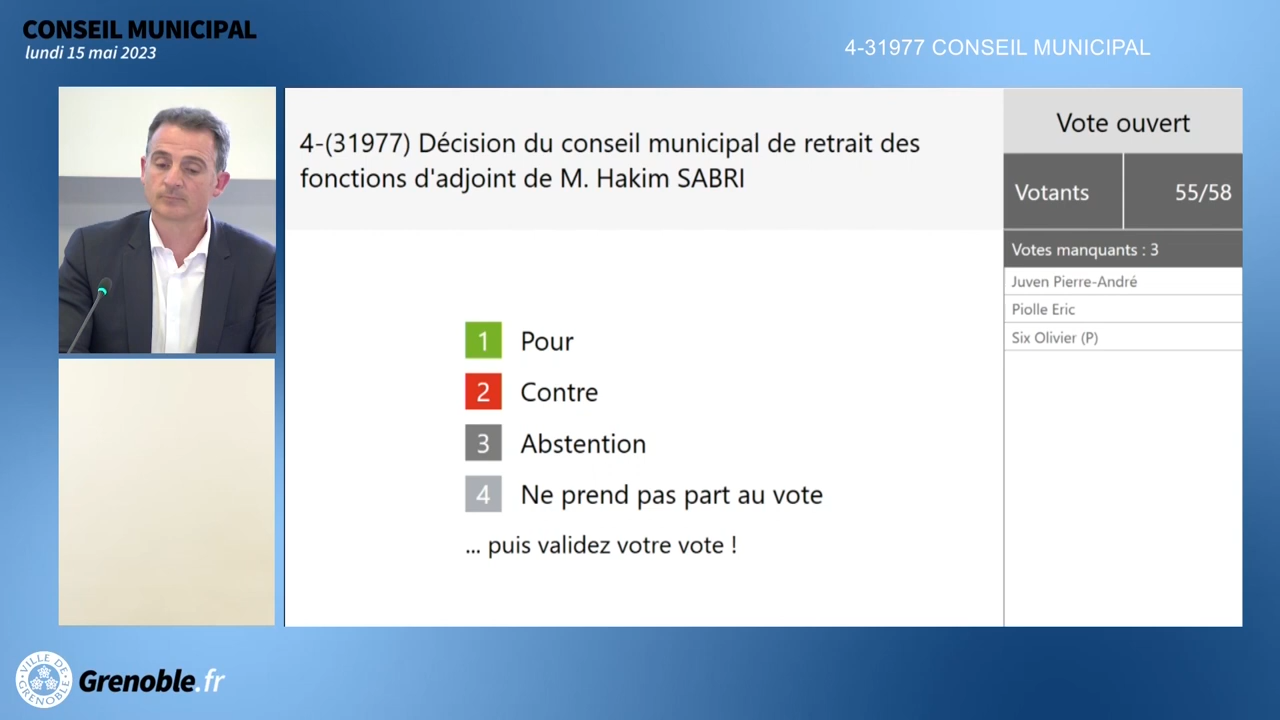 CONSEIL MUNICIPAL
lundi 15 mai 2023
4-31977 CONSEIL MUNICIPAL
4-(31977) Décision du conseil municipal de retrait des
fonctions d'adjoint de M. Hakim SABRI
1 Pour
2 Contre
3 Abstention
4 Ne prend pas part au vote
... puis validez votre vote !
Vote ouvert
Votants 55/58
Votes manquants : 3
Juven Pierre-André
Piolle Eric
Six Olivier (P)
VILLE DE GRENOBLE
Grenoble.fr